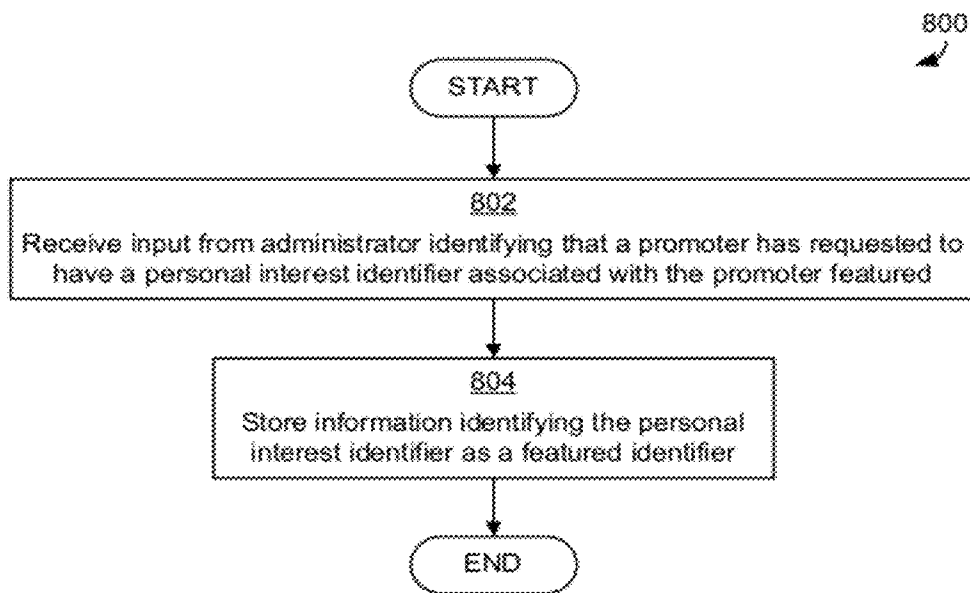 800
START
802
Receive input from administrator identifying that a promoter has requested to
have a personal interest identifier associated with the promoter featured
804
Store information identifying the personal
interest identifier as a featured identifier
END